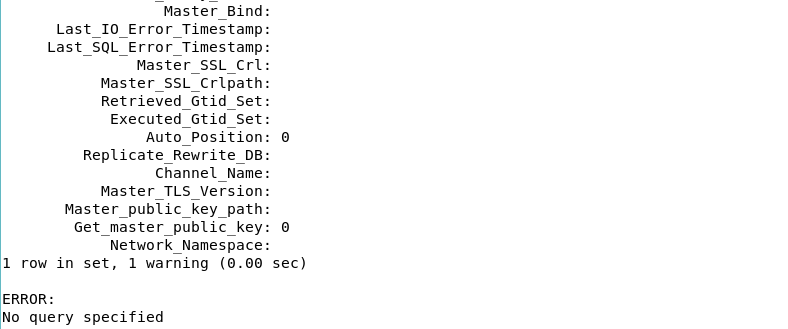 Master_Bind:
Last_IO_Error_Timestamp:
Last_SQL_Error_Timestamp:
Master_SSL_Crl:
Master_SSL_Crlpath:
Retrieved_Gtid_Set:
Executed_Gtid_Set:
Auto_Position: 0
Replicate_Rewrite_DB:
Channel_Name:
Master_TLS_Version:
Master_public_key_path:
Get_master_public_key: 0
Network_Namespace:
1 row in set, 1 warning (0.00 sec)
ERROR:
No query specified